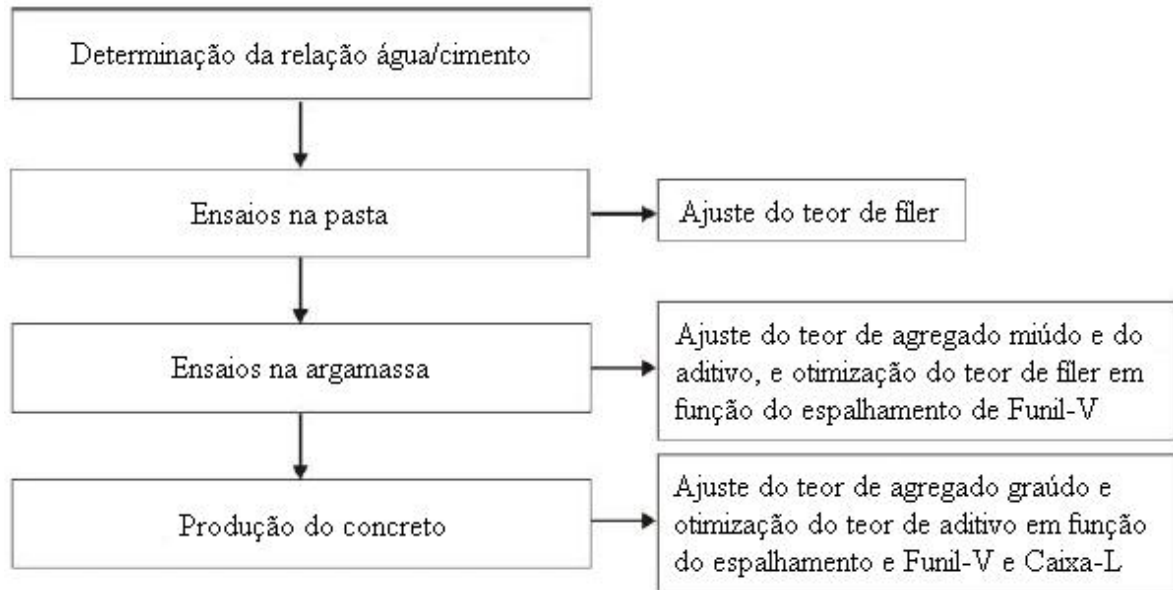 Determinação da relação água/cimento
Ensaios na pasta
Ajuste do teor de fíler
Ensaios na argamassa
Ajuste do teor de agregado miúdo e do
aditivo, e otimização do teor de fíler em
função do espalhamento de Funil-V
Produção do concreto
Ajuste do teor de agregado graúdo e
otimização do teor de aditivo em função
do espalhamento e Funil-V e Caixa-L